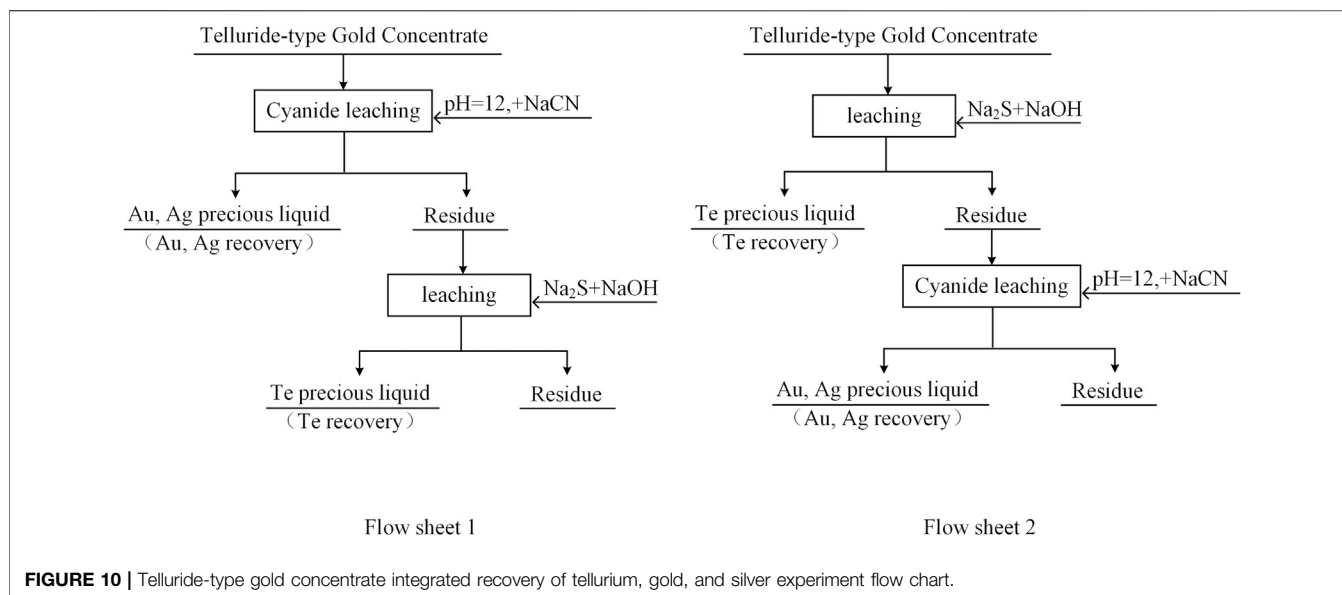 Telluride-type Gold Concentrate
Cyanide leaching
pH=12,+NaCN
Au, Ag precious liquid
（Au, Ag recovery）
Residue
leaching
Na₂S+NaOH
Te precious liquid
（Te recovery）
Residue
Flow sheet 1
Telluride-type Gold Concentrate
leaching
Na₂S+NaOH
Te precious liquid
（Te recovery）
Residue
Cyanide leaching
pH=12,+NaCN
Au, Ag precious liquid
（Au, Ag recovery）
Residue
Flow sheet 2
FIGURE 10 | Telluride-type gold concentrate integrated recovery of tellurium, gold, and silver experiment flow chart.